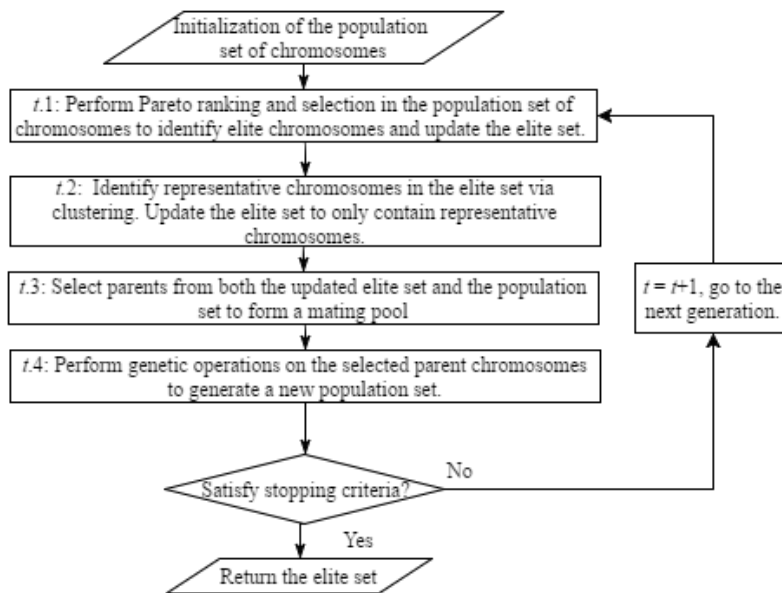 Initialization of the population
set of chromosomes
t.1: Perform Pareto ranking and selection in the population set of
chromosomes to identify elite chromosomes and update the elite set.
t.2: Identify representative chromosomes in the elite set via
clustering. Update the elite set to only contain representative
chromosomes.
t.3: Select parents from both the updated elite set and the population
set to form a mating pool
t = t+1, go to the
next generation.
t.4: Perform genetic operations on the selected parent chromosomes
to generate a new population set.
Satisfy stopping criteria?
No
Yes
Return the elite set